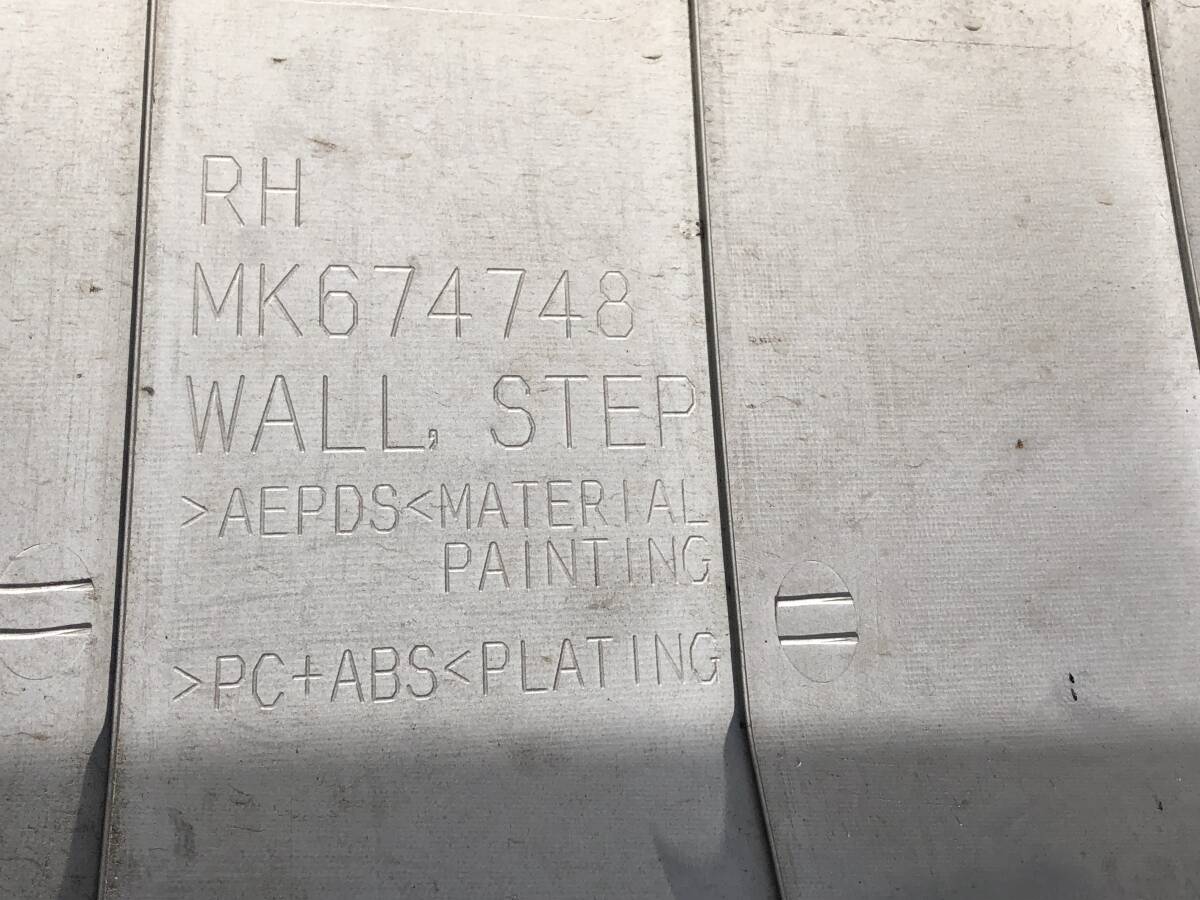 RH
MK674748
WALL, STEP
>AEPDS<MATERIAL
PAINTING
>PC+ABS<PLATING